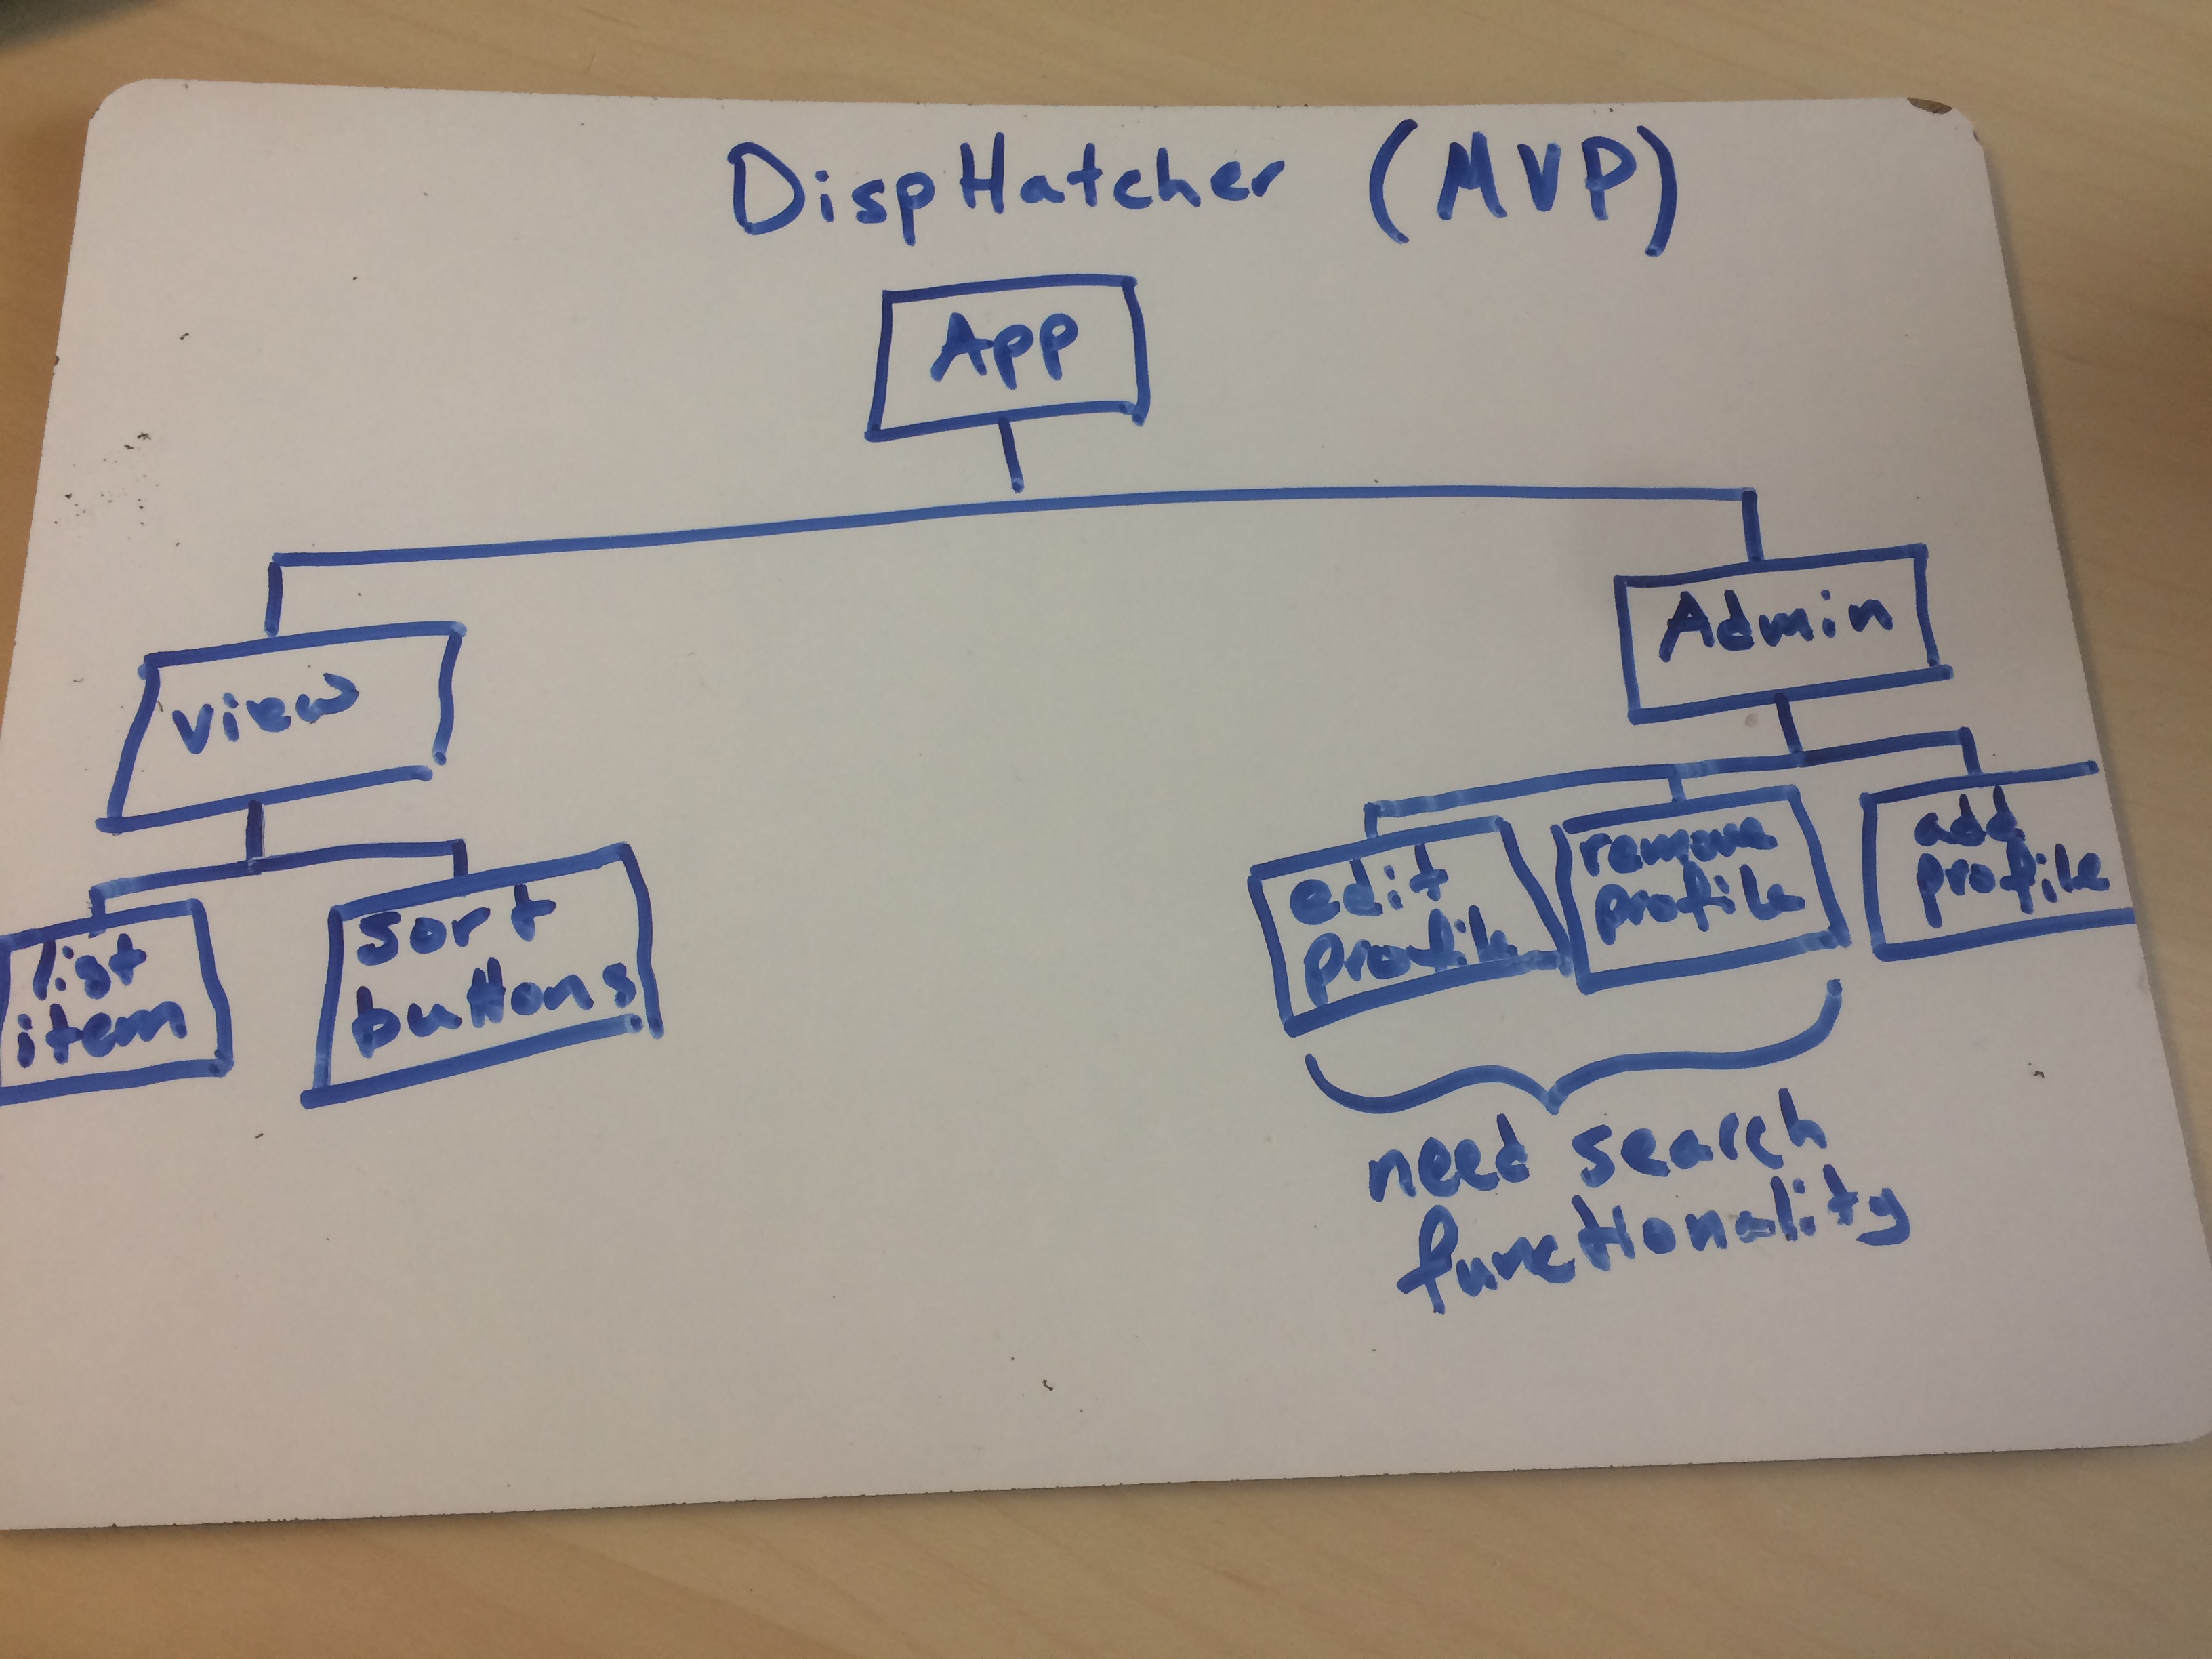 DispHatcher (MVP)
App
View
Admin
list
item
sort
buttons
edit
profile
remove
profile
add
profile
need search
functionality